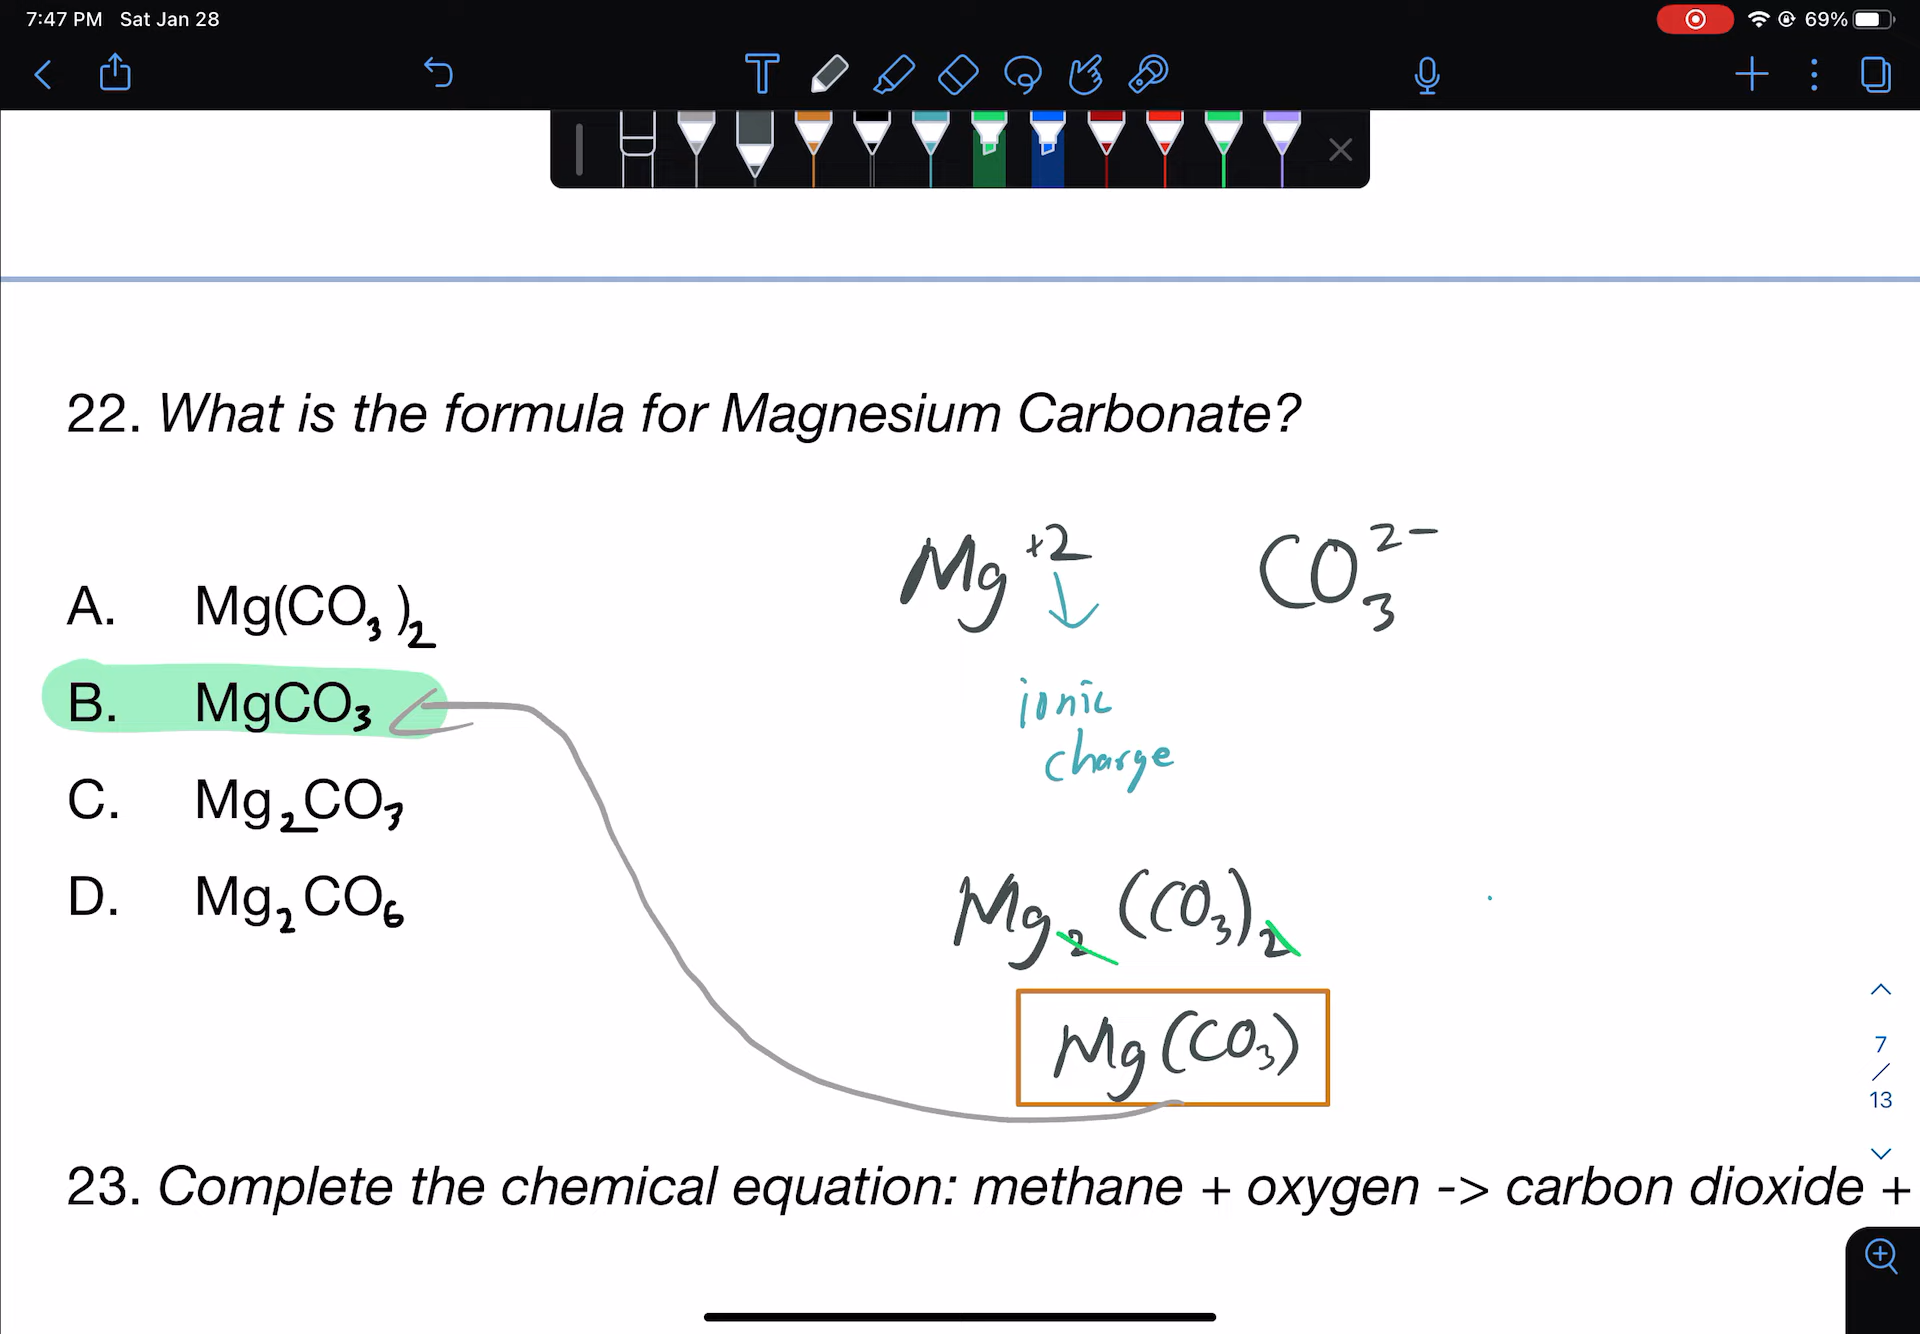 7:47 PM Sat Jan 28
69%
T
22. What is the formula for Magnesium Carbonate?
Mg⁺² CO₃²⁻
A. Mg(CO₃)₂
ionic
B. MgCO₃
charge
C. Mg₂CO₃
D. Mg₂CO₆
Mg₂(CO₃)₂
Mg(CO₃)
7
/
13
23. Complete the chemical equation: methane + oxygen -> carbon dioxide +